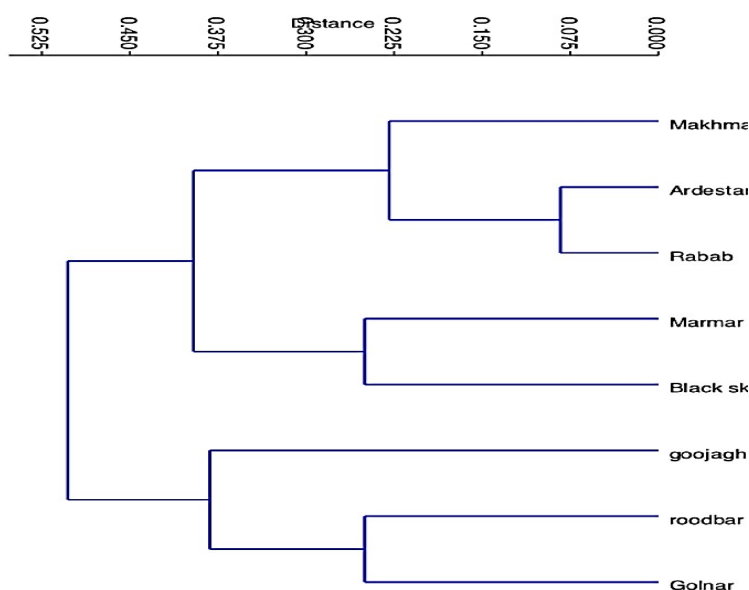 Distance
0.525 0.450 0.375 0.300 0.225 0.150 0.075 0.000
Makhma
Ardestar
Rabab
Marmar
Black sk
goojagh
roodbar
Golnar